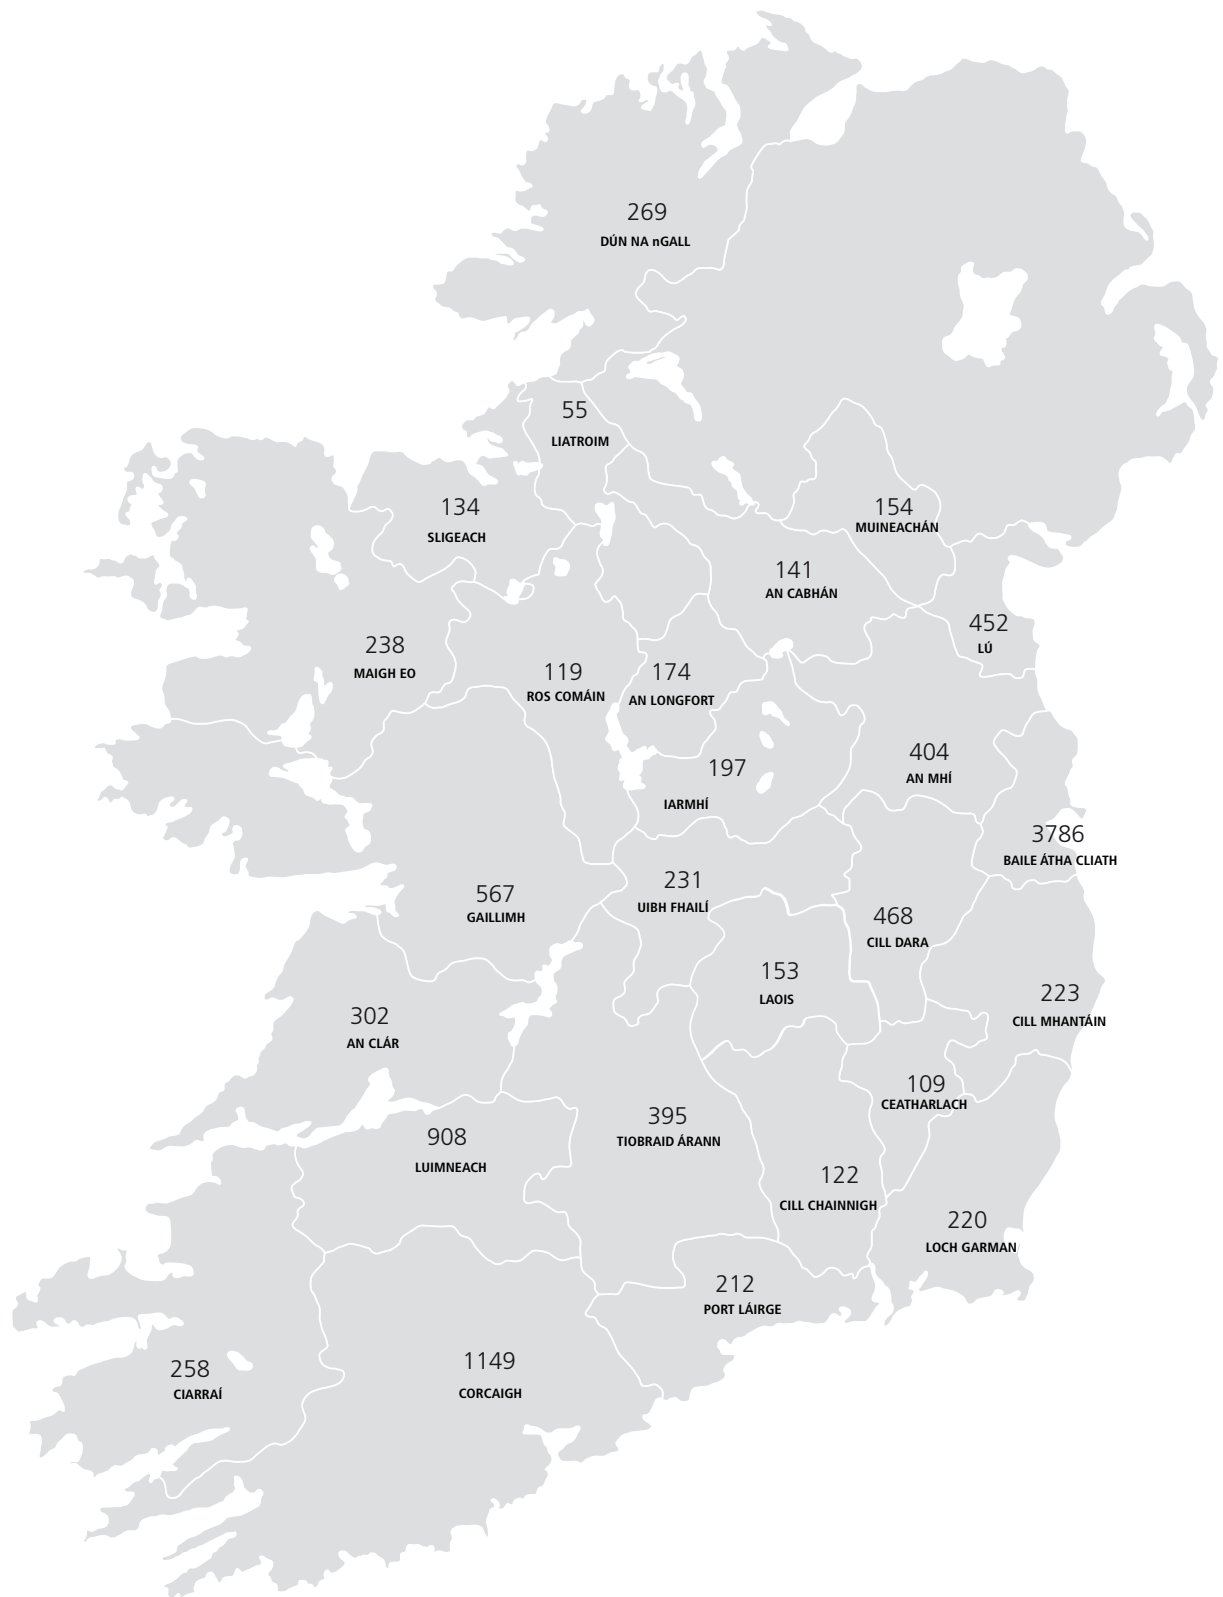 269
DÚN NA nGALL
55
LIATROIM
134
SLIGEACH
154
MUINEACHÁN
141
AN CABHÁN
452
LÚ
238
MAIGH EO
119
ROS COMÁIN
174
AN LONGFORT
404
AN MHÍ
197
IARMHÍ
3786
BAILE ÁTHA CLIATH
567
GAILLIMH
231
UIBH FHAILÍ
468
CILL DARA
153
LAOIS
223
CILL MHANTÁIN
302
AN CLÁR
109
CEATHARLACH
395
TIOBRAID ÁRANN
908
LUIMNEACH
122
CILL CHAINNIGH
220
LOCH GARMAN
212
PORT LÁIRGE
258
CIARRAÍ
1149
CORCAIGH